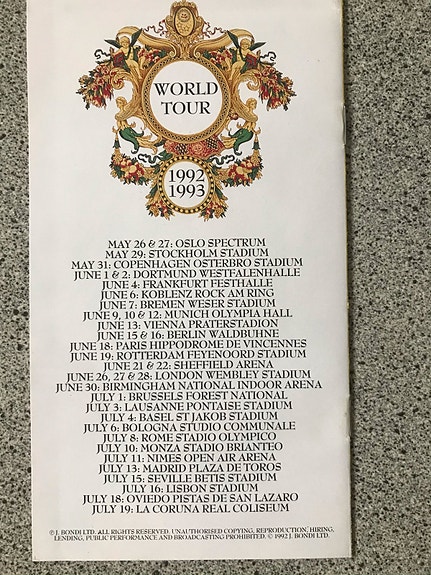 WORLD
TOUR
1992
1993
MAY 26 & 27: OSLO SPECTRUM
MAY 29: STOCKHOLM STADIUM
MAY 31: COPENHAGEN OSTERBRO STADIUM
JUNE 1 & 2: DORTMUND WESTFALENHALLE
JUNE 4: FRANKFURT FESTHALLE
JUNE 6: KOBLENZ ROCK AM RING
JUNE 7: BREMEN WESER STADIUM
JUNE 9, 10 & 12: MUNICH OLYMPIA HALL
JUNE 13: VIENNA PRATERSTADION
JUNE 15 & 16: BERLIN WALDBUHNE
JUNE 18: PARIS HIPPODROME DE VINCENNES
JUNE 19: ROTTERDAM FEYENOORD STADIUM
JUNE 21 & 22: SHEFFIELD ARENA
JUNE 26, 27 & 28: LONDON WEMBLEY STADIUM
JUNE 30: BIRMINGHAM NATIONAL INDOOR ARENA
JULY 1: BRUSSELS FOREST NATIONAL
JULY 3: LAUSANNE PONTAISE STADIUM
JULY 4: BASEL ST JAKOB STADIUM
JULY 6: BOLOGNA STUDIO COMMUNALE
JULY 8: ROME STADIO OLYMPICO
JULY 10: MONZA STADIO BRIANTEO
JULY 11: NIMES OPEN AIR ARENA
JULY 13: MADRID PLAZA DE TOROS
JULY 15: SEVILLE BETIS STADIUM
JULY 16: LISBON STADIUM
JULY 18: OVIEDO PISTAS DE SAN LAZARO
JULY 19: LA CORUNA REAL COLISEUM
℗ J. BONDI LTD. ALL RIGHTS RESERVED. UNAUTHORISED COPYING, REPRODUCTION, HIRING,
LENDING, PUBLIC PERFORMANCE AND BROADCASTING PROHIBITED. © 1992 J. BONDI LTD.